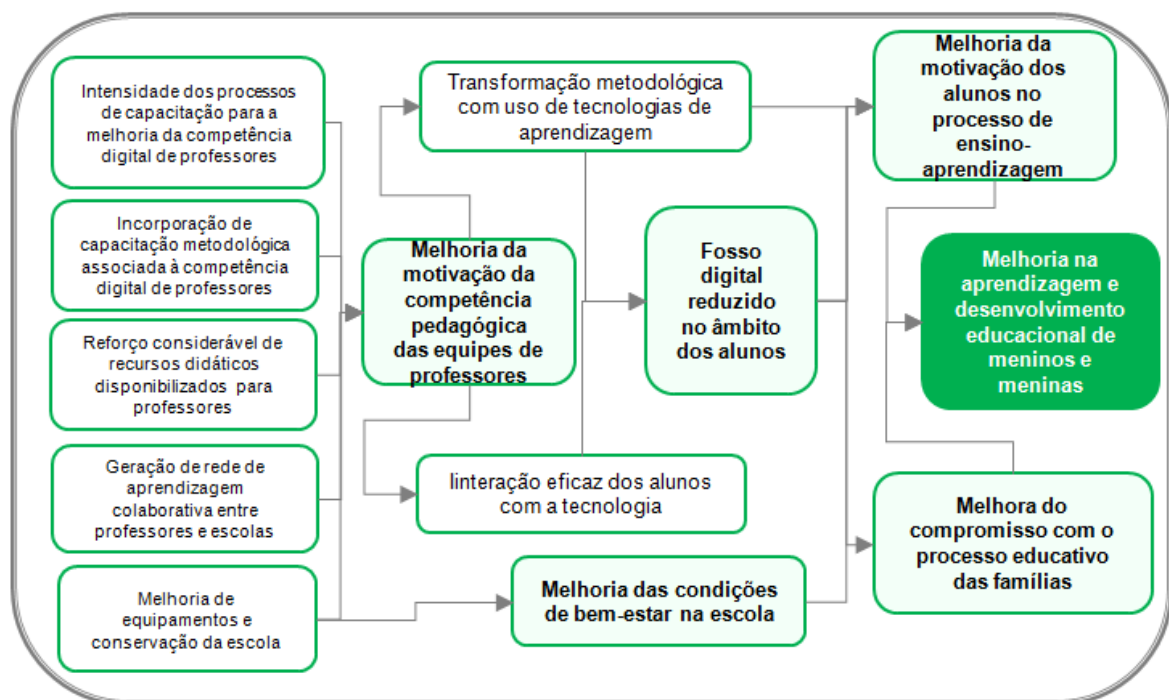 Intensidade dos processos
de capacitação para a
melhoria da competência
digital de professores
Incorporação de
capacitação metodológica
associada à competência
digital de professores
Reforço considerável de
recursos didáticos
disponibilizados para
professores
Geração de rede de
aprendizagem
colaborativa entre
professores e escolas
Melhoria de
equipamentos e
conservação da escola
Transformação metodológica
com uso de tecnologias de
aprendizagem
Melhoria da
motivação da
competência
pedagógica
das equipes de
professores
Iinteração eficaz dos alunos
com a tecnologia
Fosso
digital
reduzido
no âmbito
dos alunos
Melhoria das condições
de bem-estar na escola
Melhoria da
motivação dos
alunos no
processo de
ensino-
aprendizagem
Melhoria na
aprendizagem e
desenvolvimento
educacional de
meninos e
meninas
Melhora do
compromisso com o
processo educativo
das famílias